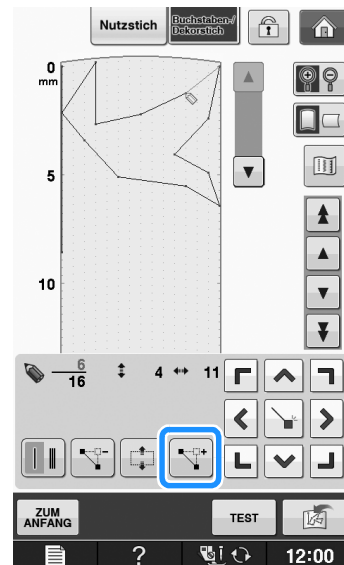 Nutzstich
Buchstaben-/
Dekorstich
0
mm
5
10
6
16
4
11
ZUM
ANFANG
TEST
?
12:00